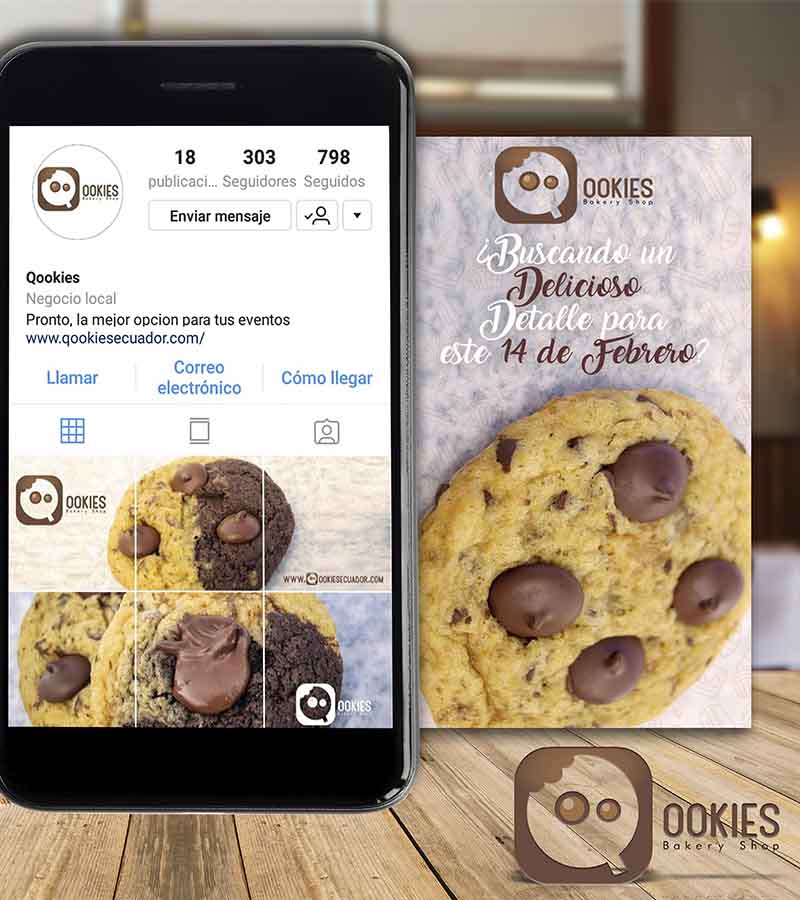 18 303 798
publicaci... Seguidores Seguidos
OOKIES
Bakery Shop
Enviar mensaje
Qookies
Negocio local
Pronto, la mejor opcion para tus eventos
www.qookiesecuador.com/
Llamar
Correo
electrónico
Cómo llegar
OOKIES
Bakery Shop
WWW.QOOKIESECUADOR.COM
OOKIES
Bakery Shop
OOKIES
Bakery Shop
¿Buscando un
Delicioso
Detalle para
este 14 de Febrero?
OOKIES
Bakery Shop